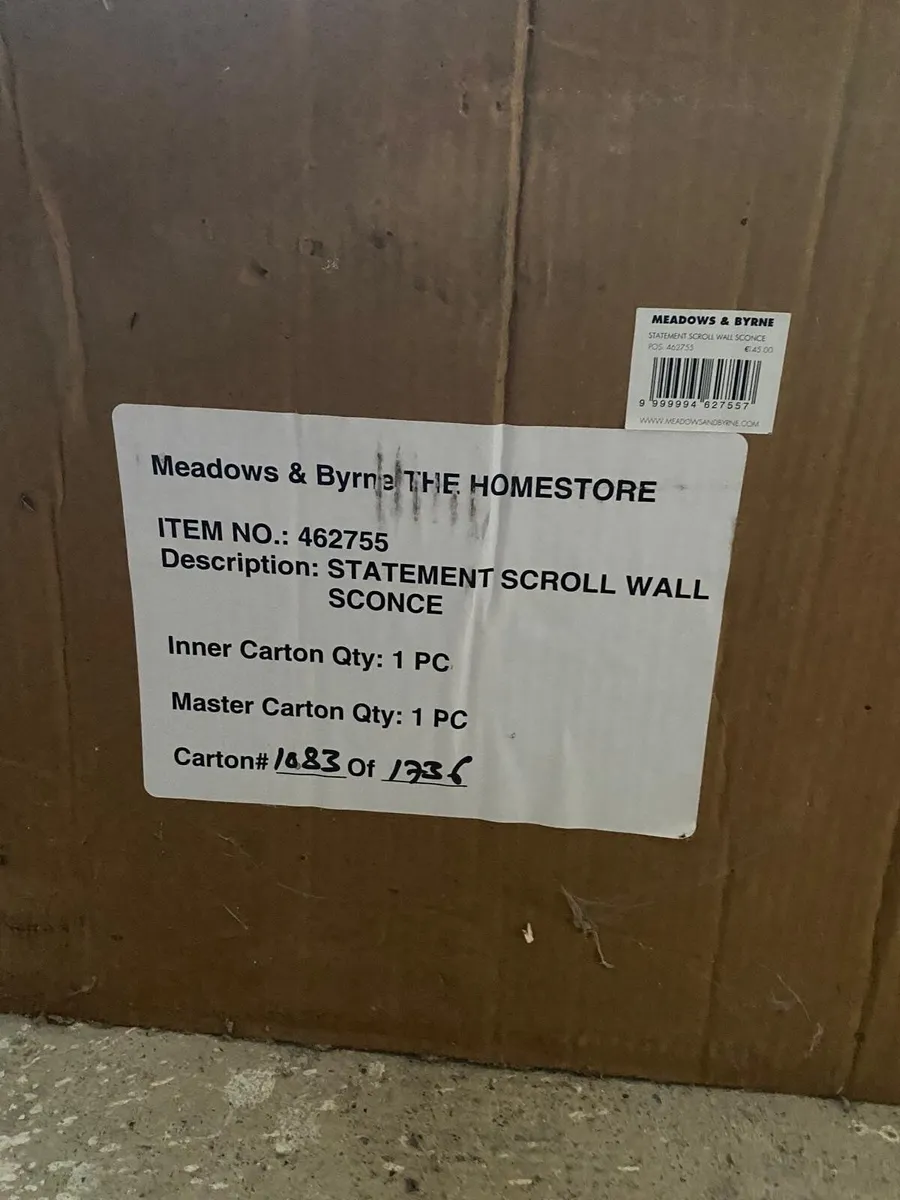 MEADOWS & BYRNE
STATEMENT SCROLL WALL SCONCE
POS: 462755 €45.00
9 999994 627557
WWW.MEADOWSANDBYRNE.COM
Meadows & Byrne THE HOMESTORE
ITEM NO.: 462755
Description: STATEMENT SCROLL WALL
SCONCE
Inner Carton Qty: 1 PC
Master Carton Qty: 1 PC
Carton# 1083 Of 1736